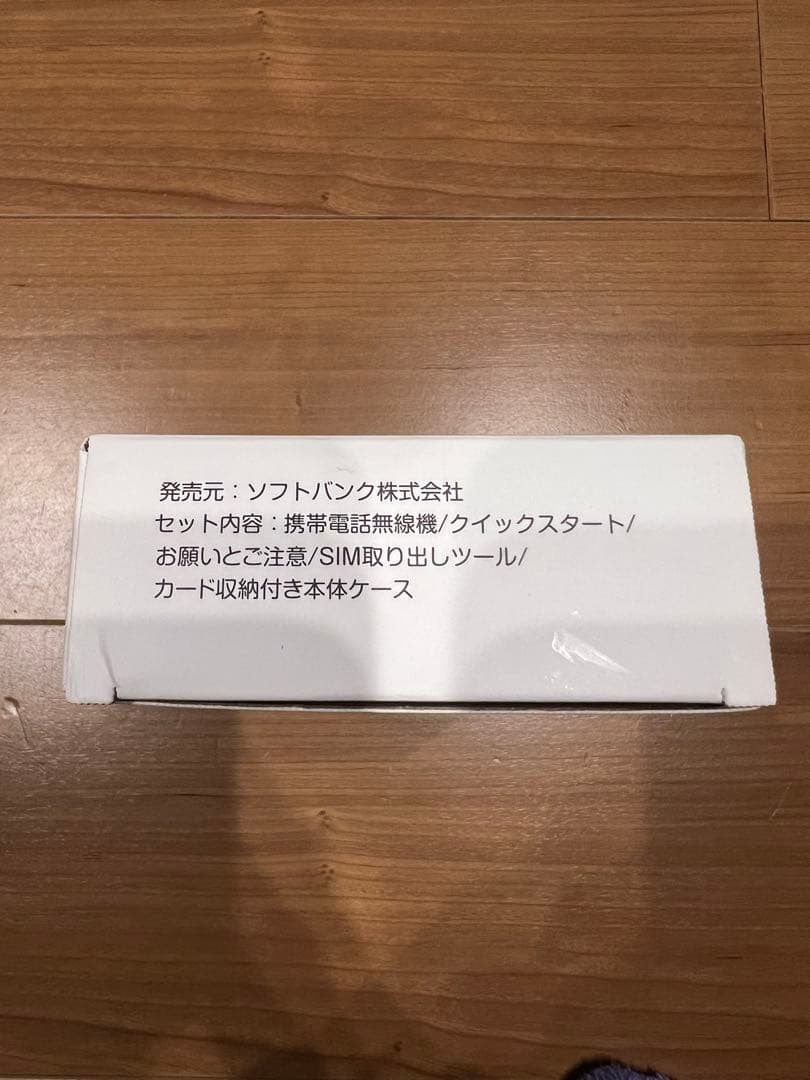 発売元：ソフトバンク株式会社
セット内容：携帯電話無線機/クイックスタート/
お願いとご注意/SIM取り出しツール/
カード収納付き本体ケース